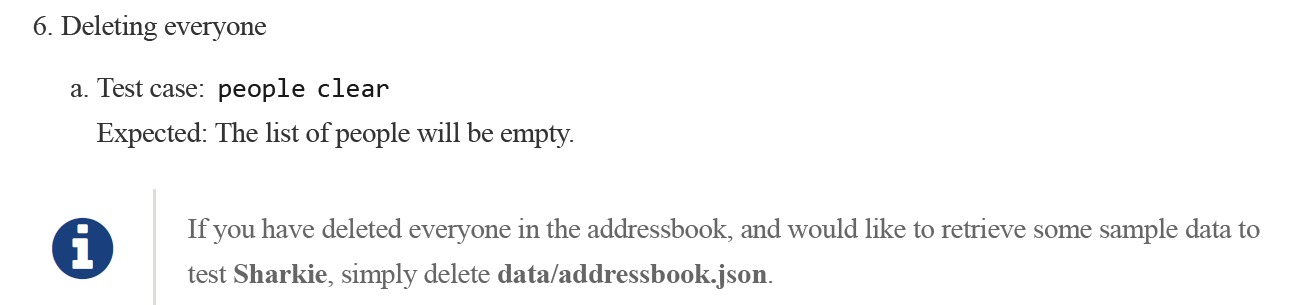 6. Deleting everyone
a. Test case: people clear
Expected: The list of people will be empty.
If you have deleted everyone in the addressbook, and would like to retrieve some sample data to
test Sharkie, simply delete data/addressbook.json.